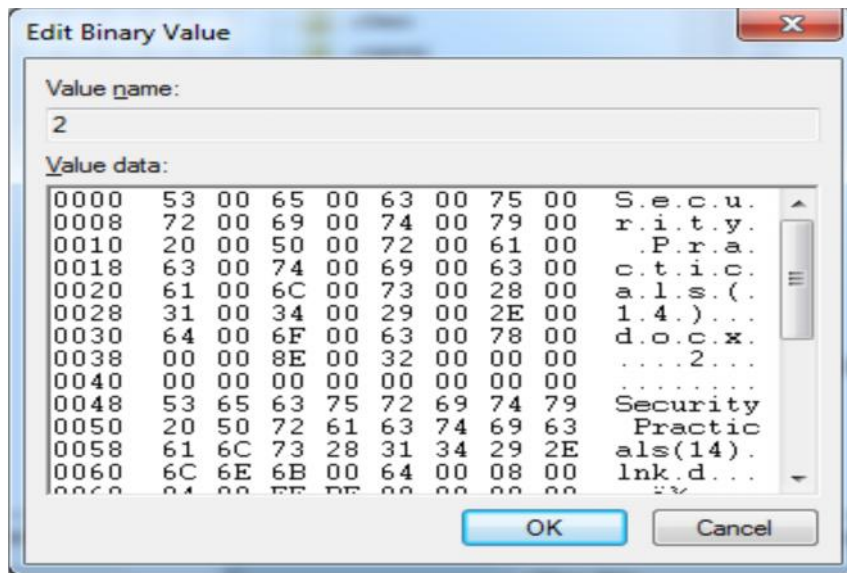 Edit Binary Value
Value name:
2
Value data:
0000 53 00 65 00 63 00 75 00 S.e.c.u.
0008 72 00 69 00 74 00 79 00 r.i.t.y.
0010 20 00 50 00 72 00 61 00 .P.r.a.
0018 63 00 74 00 69 00 63 00 c.t.i.c.
0020 61 00 6C 00 73 00 28 00 a.l.s.(.
0028 31 00 34 00 29 00 2E 00 1.4.)...
0030 64 00 6F 00 63 00 78 00 d.o.c.x.
0038 00 00 8E 00 32 00 00 00 ....2...
0040 00 00 00 00 00 00 00 00 ........
0048 53 65 63 75 72 69 74 79 Security
0050 20 50 72 61 63 74 69 63 Practic
0058 61 6C 73 28 31 34 29 2E als(14).
0060 6C 6E 6B 00 64 00 08 00 lnk.d...
OK Cancel